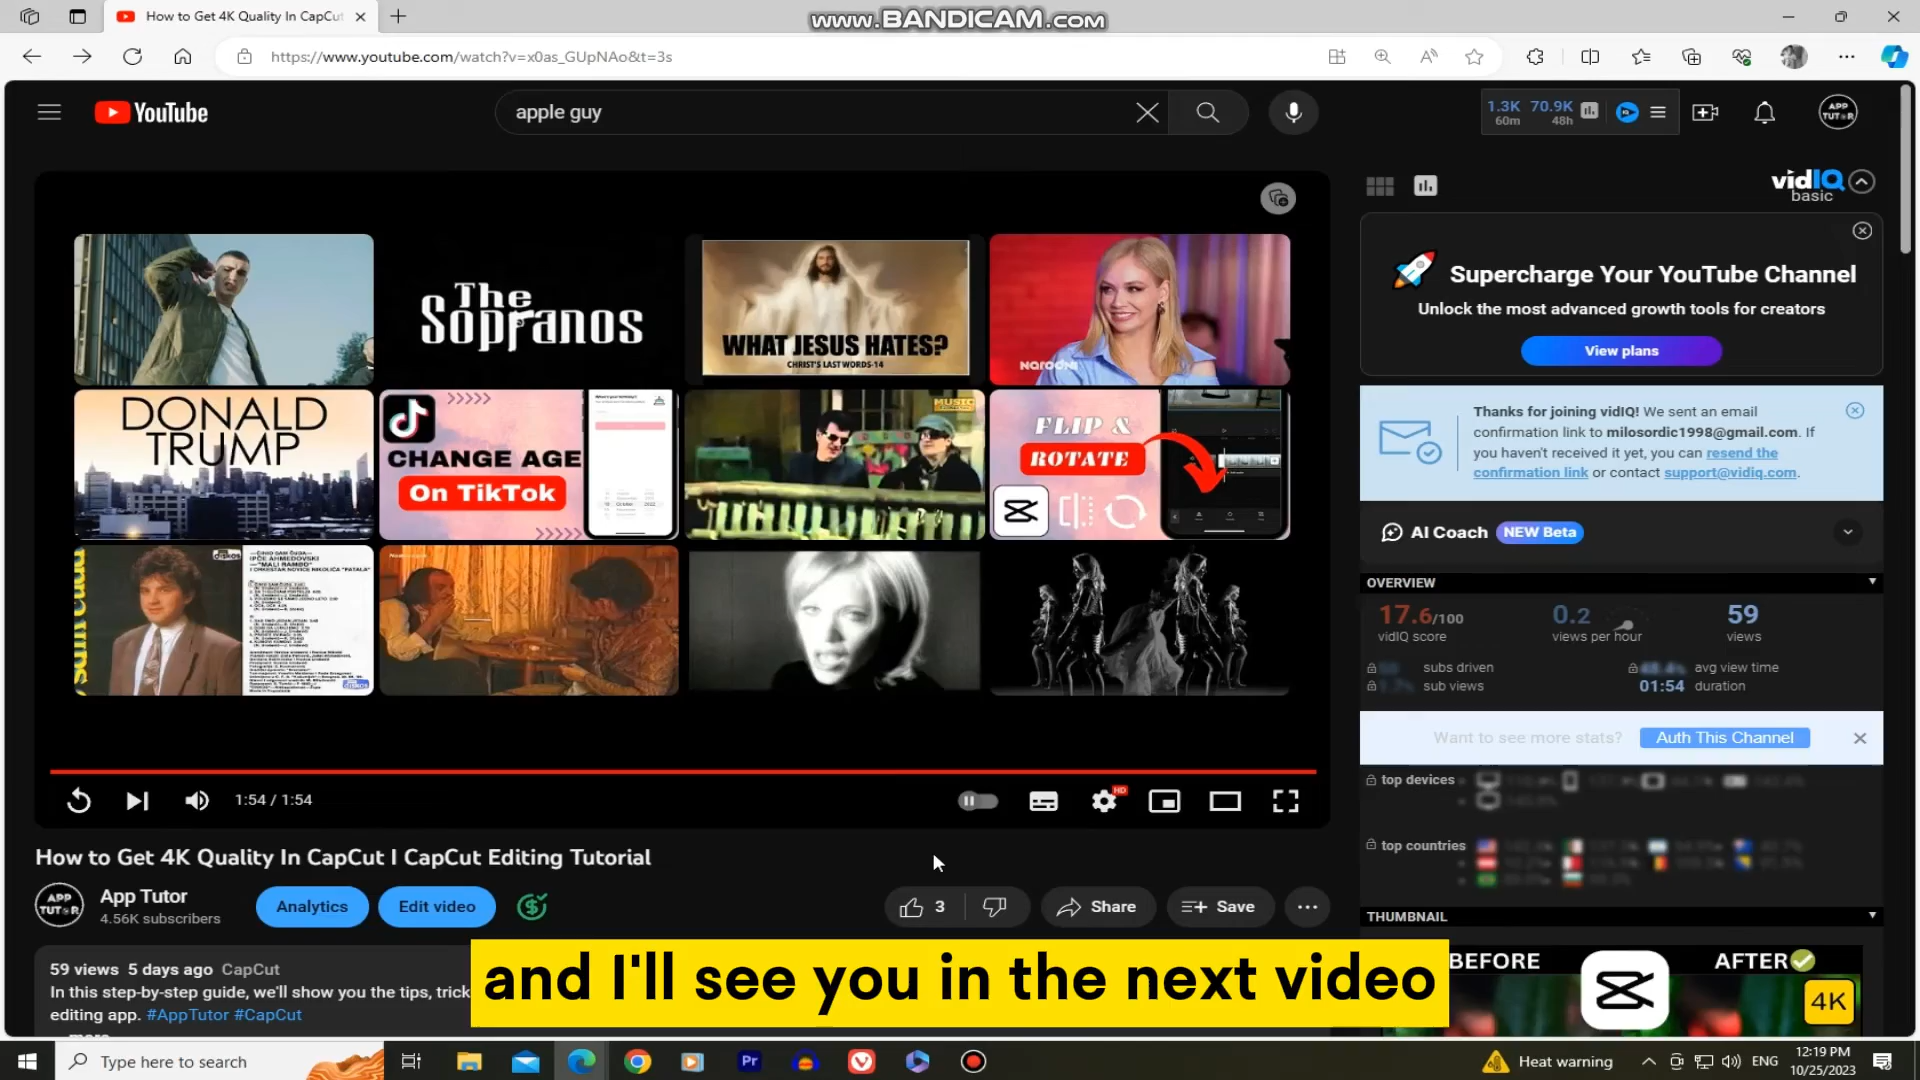 How to Get 4K Quality In CapCut
www.BANDICAM.com
https://www.youtube.com/watch?v=x0as_GUpNAo&t=3s
YouTube
apple guy
1.3K 70.9K
60m 48h
APP TUTOR
vidIQ
basic
The Sopranos
WHAT JESUS HATES?
CHRIST'S LAST WORDS-14
DONALD TRUMP
CHANGE AGE
On TikTok
MUSIC
FLIP &
ROTATE
Supercharge Your YouTube Channel
Unlock the most advanced growth tools for creators
View plans
Thanks for joining vidIQ! We sent an email
confirmation link to milosordic1998@gmail.com. If
you haven't received it yet, you can resend the
confirmation link or contact support@vidiq.com.
AI Coach NEW Beta
OVERVIEW
17.6/100 0.2 59
vidIQ score views per hour views
subs driven avg view time
sub views 01:54 duration
Want to see more stats? Auth This Channel
top devices
top countries
THUMBNAIL
BEFORE AFTER
4K
1:54 / 1:54
HD
How to Get 4K Quality In CapCut I CapCut Editing Tutorial
APP TUTOR
App Tutor
4.56K subscribers
Analytics
Edit video
3
Share
Save
59 views 5 days ago CapCut
In this step-by-step guide, we'll show you the tips, trick
editing app. #AppTutor #CapCut
and I'll see you in the next video
Type here to search
Pr
Heat warning
ENG
12:19 PM
10/25/2023